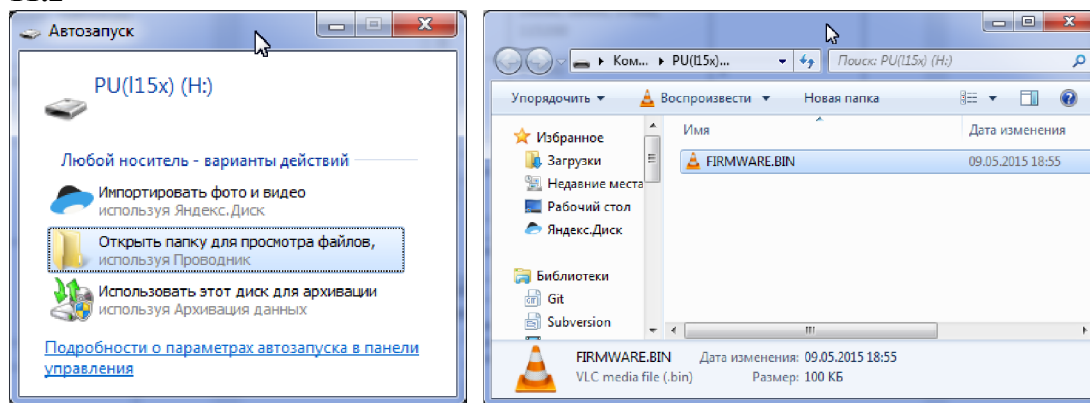 Автозапуск
PU(l15x) (H:)
Любой носитель - варианты действий
Импортировать фото и видео
используя Яндекс.Диск
Открыть папку для просмотра файлов,
используя Проводник
Использовать этот диск для архивации
используя Архивация данных
Подробности о параметрах автозапуска в панели
управления
Ком... PU(l15x)... Поиск: PU(l15x) (H:)
Упорядочить Воспроизвести Новая папка
Избранное
Загрузки
Недавние места
Рабочий стол
Яндекс.Диск
Библиотеки
Git
Subversion
Имя Дата изменения
FIRMWARE.BIN 09.05.2015 18:55
FIRMWARE.BIN Дата изменения: 09.05.2015 18:55
VLC media file (.bin) Размер: 100 КБ